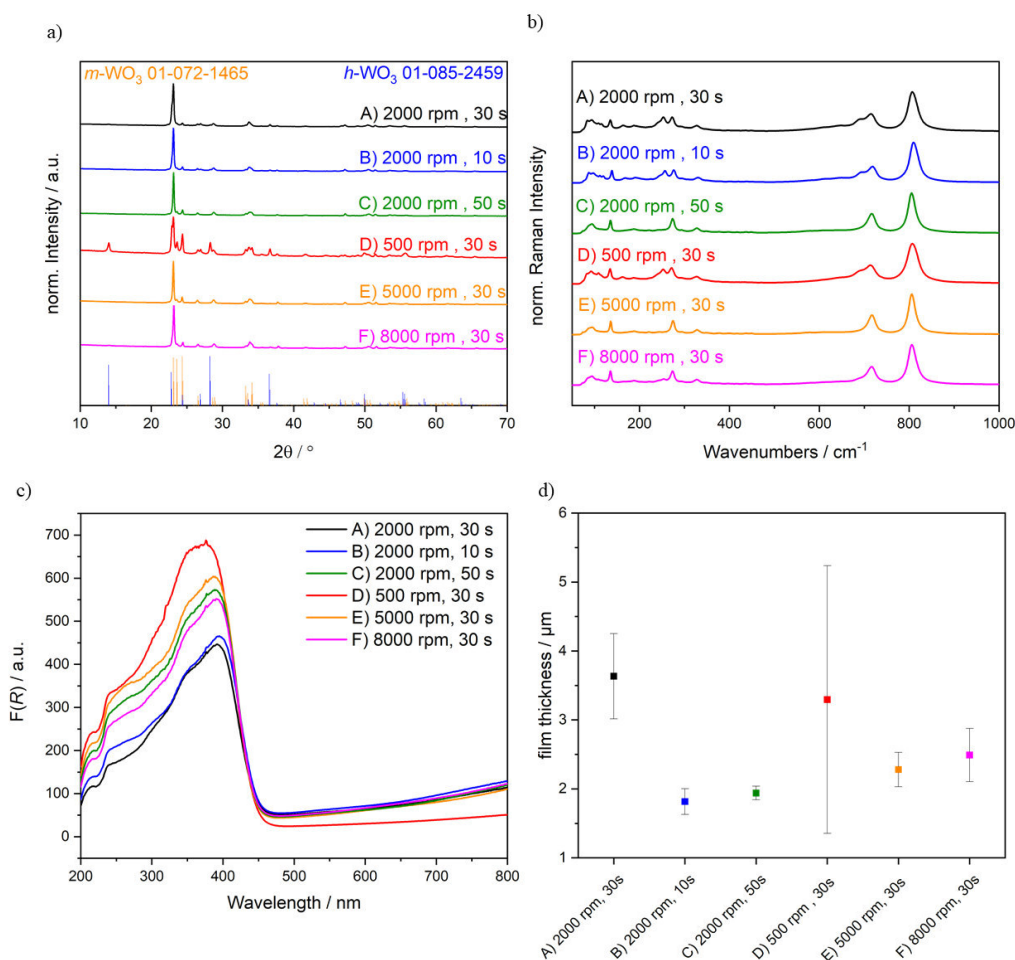 a)
m-WO₃ 01-072-1465
h-WO₃ 01-085-2459
A) 2000 rpm , 30 s
B) 2000 rpm , 10 s
C) 2000 rpm , 50 s
D) 500 rpm , 30 s
E) 5000 rpm , 30 s
F) 8000 rpm , 30 s
norm. Intensity / a.u.
10 20 30 40 50 60 70
2θ / °
b)
A) 2000 rpm , 30 s
B) 2000 rpm , 10 s
C) 2000 rpm , 50 s
D) 500 rpm , 30 s
E) 5000 rpm , 30 s
F) 8000 rpm , 30 s
norm. Raman Intensity
200 400 600 800 1000
Wavenumbers / cm⁻¹
c)
A) 2000 rpm, 30 s
B) 2000 rpm, 10 s
C) 2000 rpm, 50 s
D) 500 rpm, 30 s
E) 5000 rpm, 30 s
F) 8000 rpm, 30 s
F(R) / a.u.
700
600
500
400
300
200
100
0
200 300 400 500 600 700 800
Wavelength / nm
d)
film thickness / µm
6
5
4
3
2
1
A) 2000 rpm, 30s
B) 2000 rpm, 10s
C) 2000 rpm, 50s
D) 500 rpm , 30s
E) 5000 rpm, 30s
F) 8000 rpm, 30s